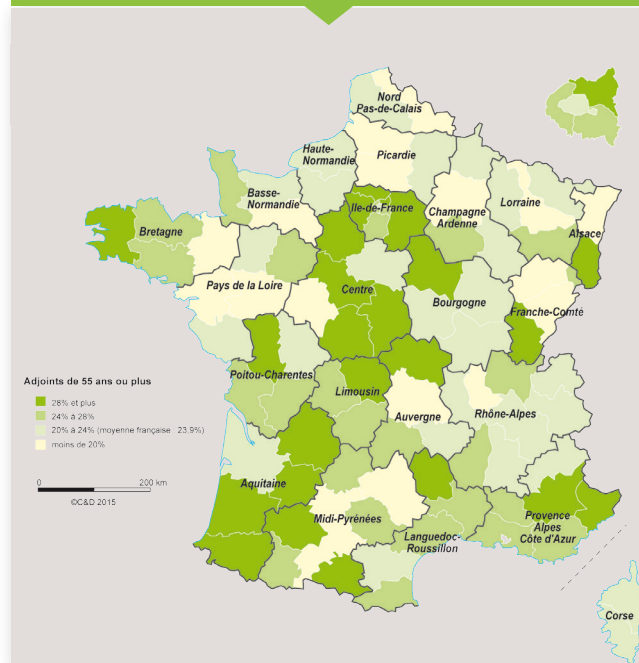 Nord
Pas-de-Calais
Haute-
Normandie
Picardie
Basse-
Normandie
Ile-de-France
Champagne
Ardenne
Lorraine
Alsace
Bretagne
Pays de la Loire
Centre
Bourgogne
Franche-Comté
Poitou-Charentes
Limousin
Auvergne
Rhône-Alpes
Aquitaine
Midi-Pyrénées
Languedoc-
Roussillon
Provence
Alpes
Côte d'Azur
Corse
Adjoints de 55 ans ou plus
28% et plus
24% à 28%
20% à 24% (moyenne française 23,9%)
moins de 20%
0 200 km
©C&D 2015